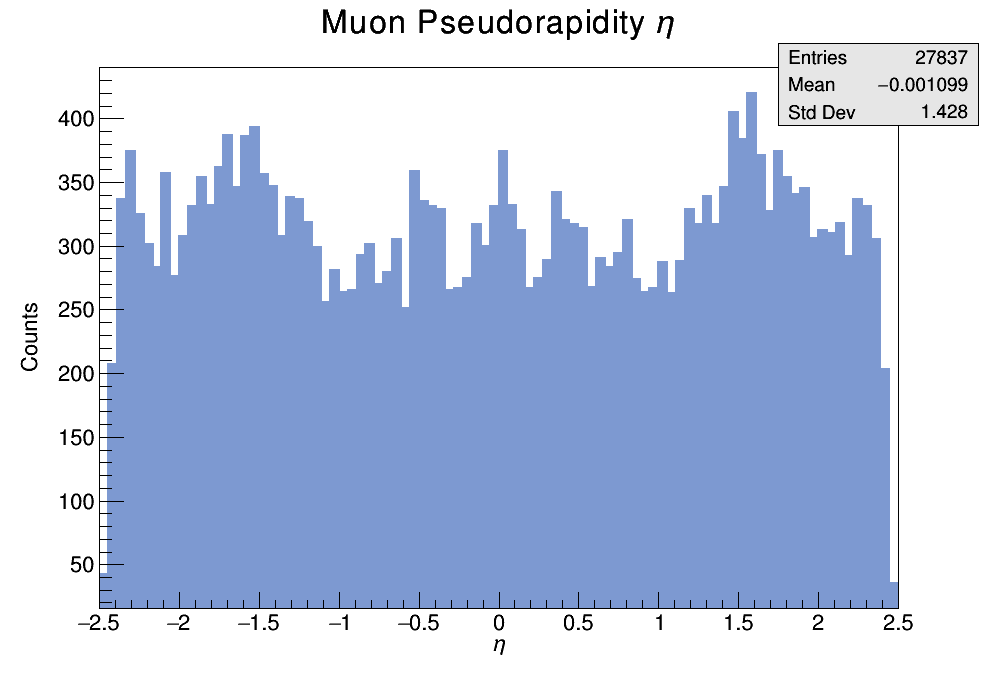 Muon Pseudorapidity η
Entries 27837
Mean −0.001099
Std Dev 1.428
Counts
400
350
300
250
200
150
100
50
−2.5 −2 −1.5 −1 −0.5 0 0.5 1 1.5 2 2.5
η